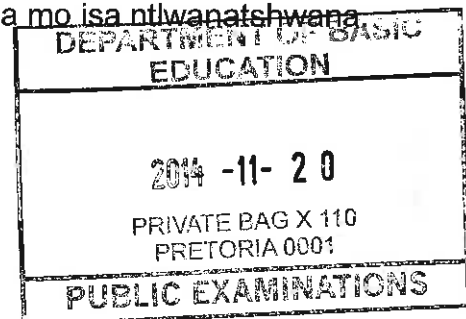 a mo isa ntlwanatshwana
DEPARTMENT OF BASIC
EDUCATION
2014 -11- 20
PRIVATE BAG X 110
PRETORIA 0001
PUBLIC EXAMINATIONS